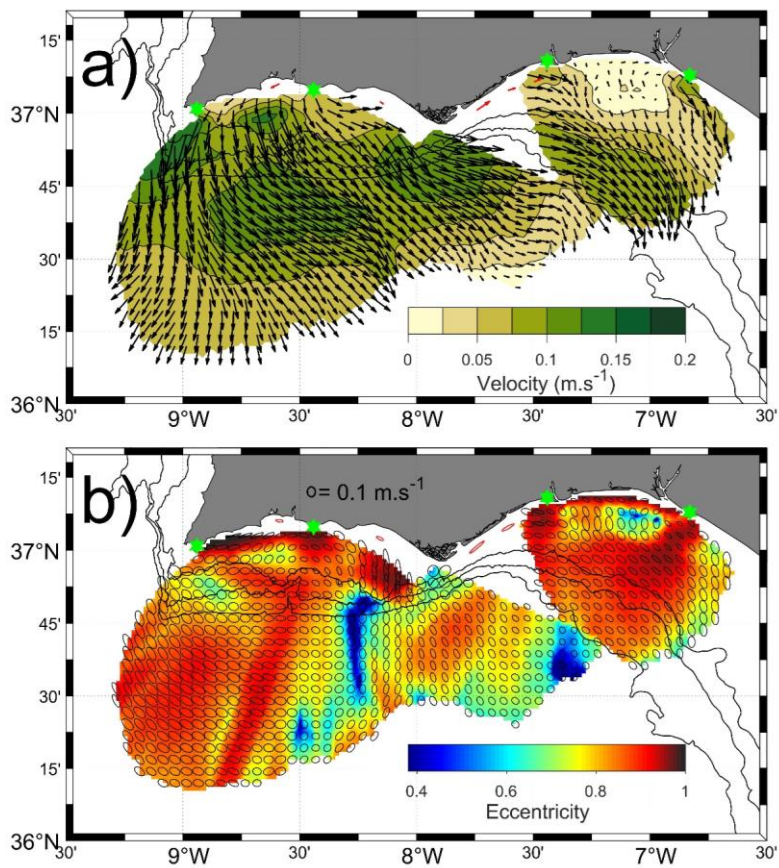 a)
15'
37°N
45'
30'
15'
36°N
0 0.05 0.1 0.15 0.2
Velocity (m.s⁻¹)
30' 9°W 30' 8°W 30' 7°W 30'
b)
15'
o= 0.1 m.s⁻¹
37°N
45'
30'
15'
36°N
0.4 0.6 0.8 1
Eccentricity
30' 9°W 30' 8°W 30' 7°W 30'